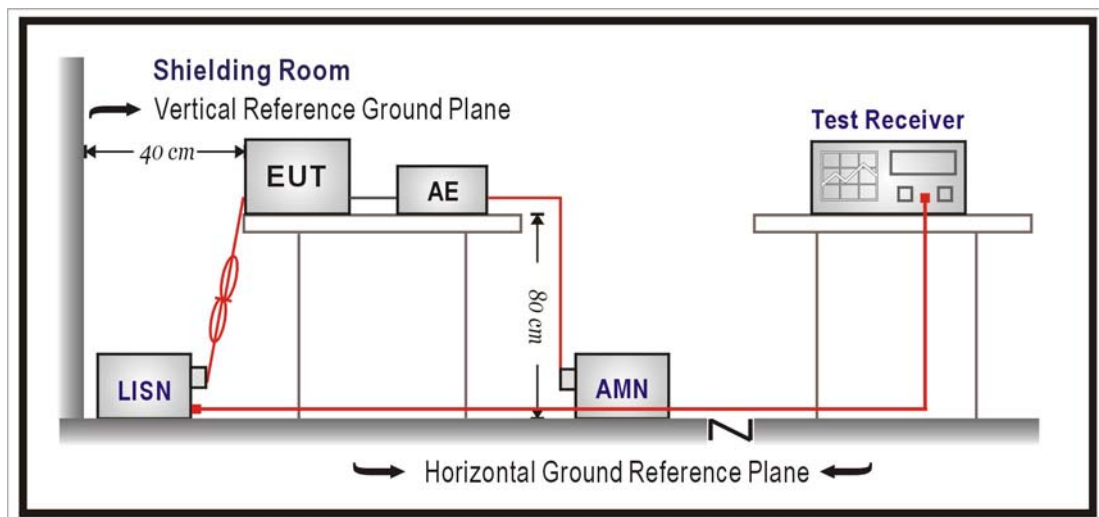 Shielding Room
Vertical Reference Ground Plane
Test Receiver
40 cm
EUT
AE
80 cm
LISN
AMN
Horizontal Ground Reference Plane